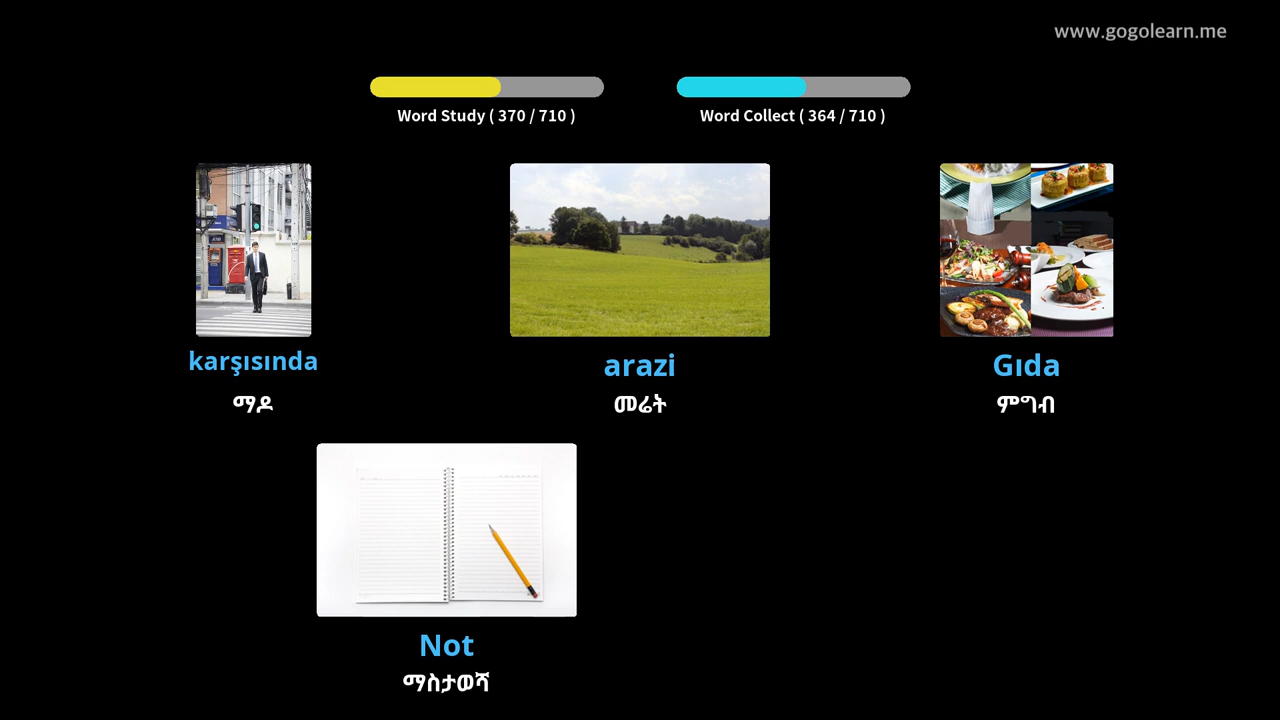 www.gogolearn.me
Word Study ( 370 / 710 )
Word Collect ( 364 / 710 )
karşısında
ማዶ
arazi
መሬት
Gıda
ምግብ
Not
ማስታወሻ